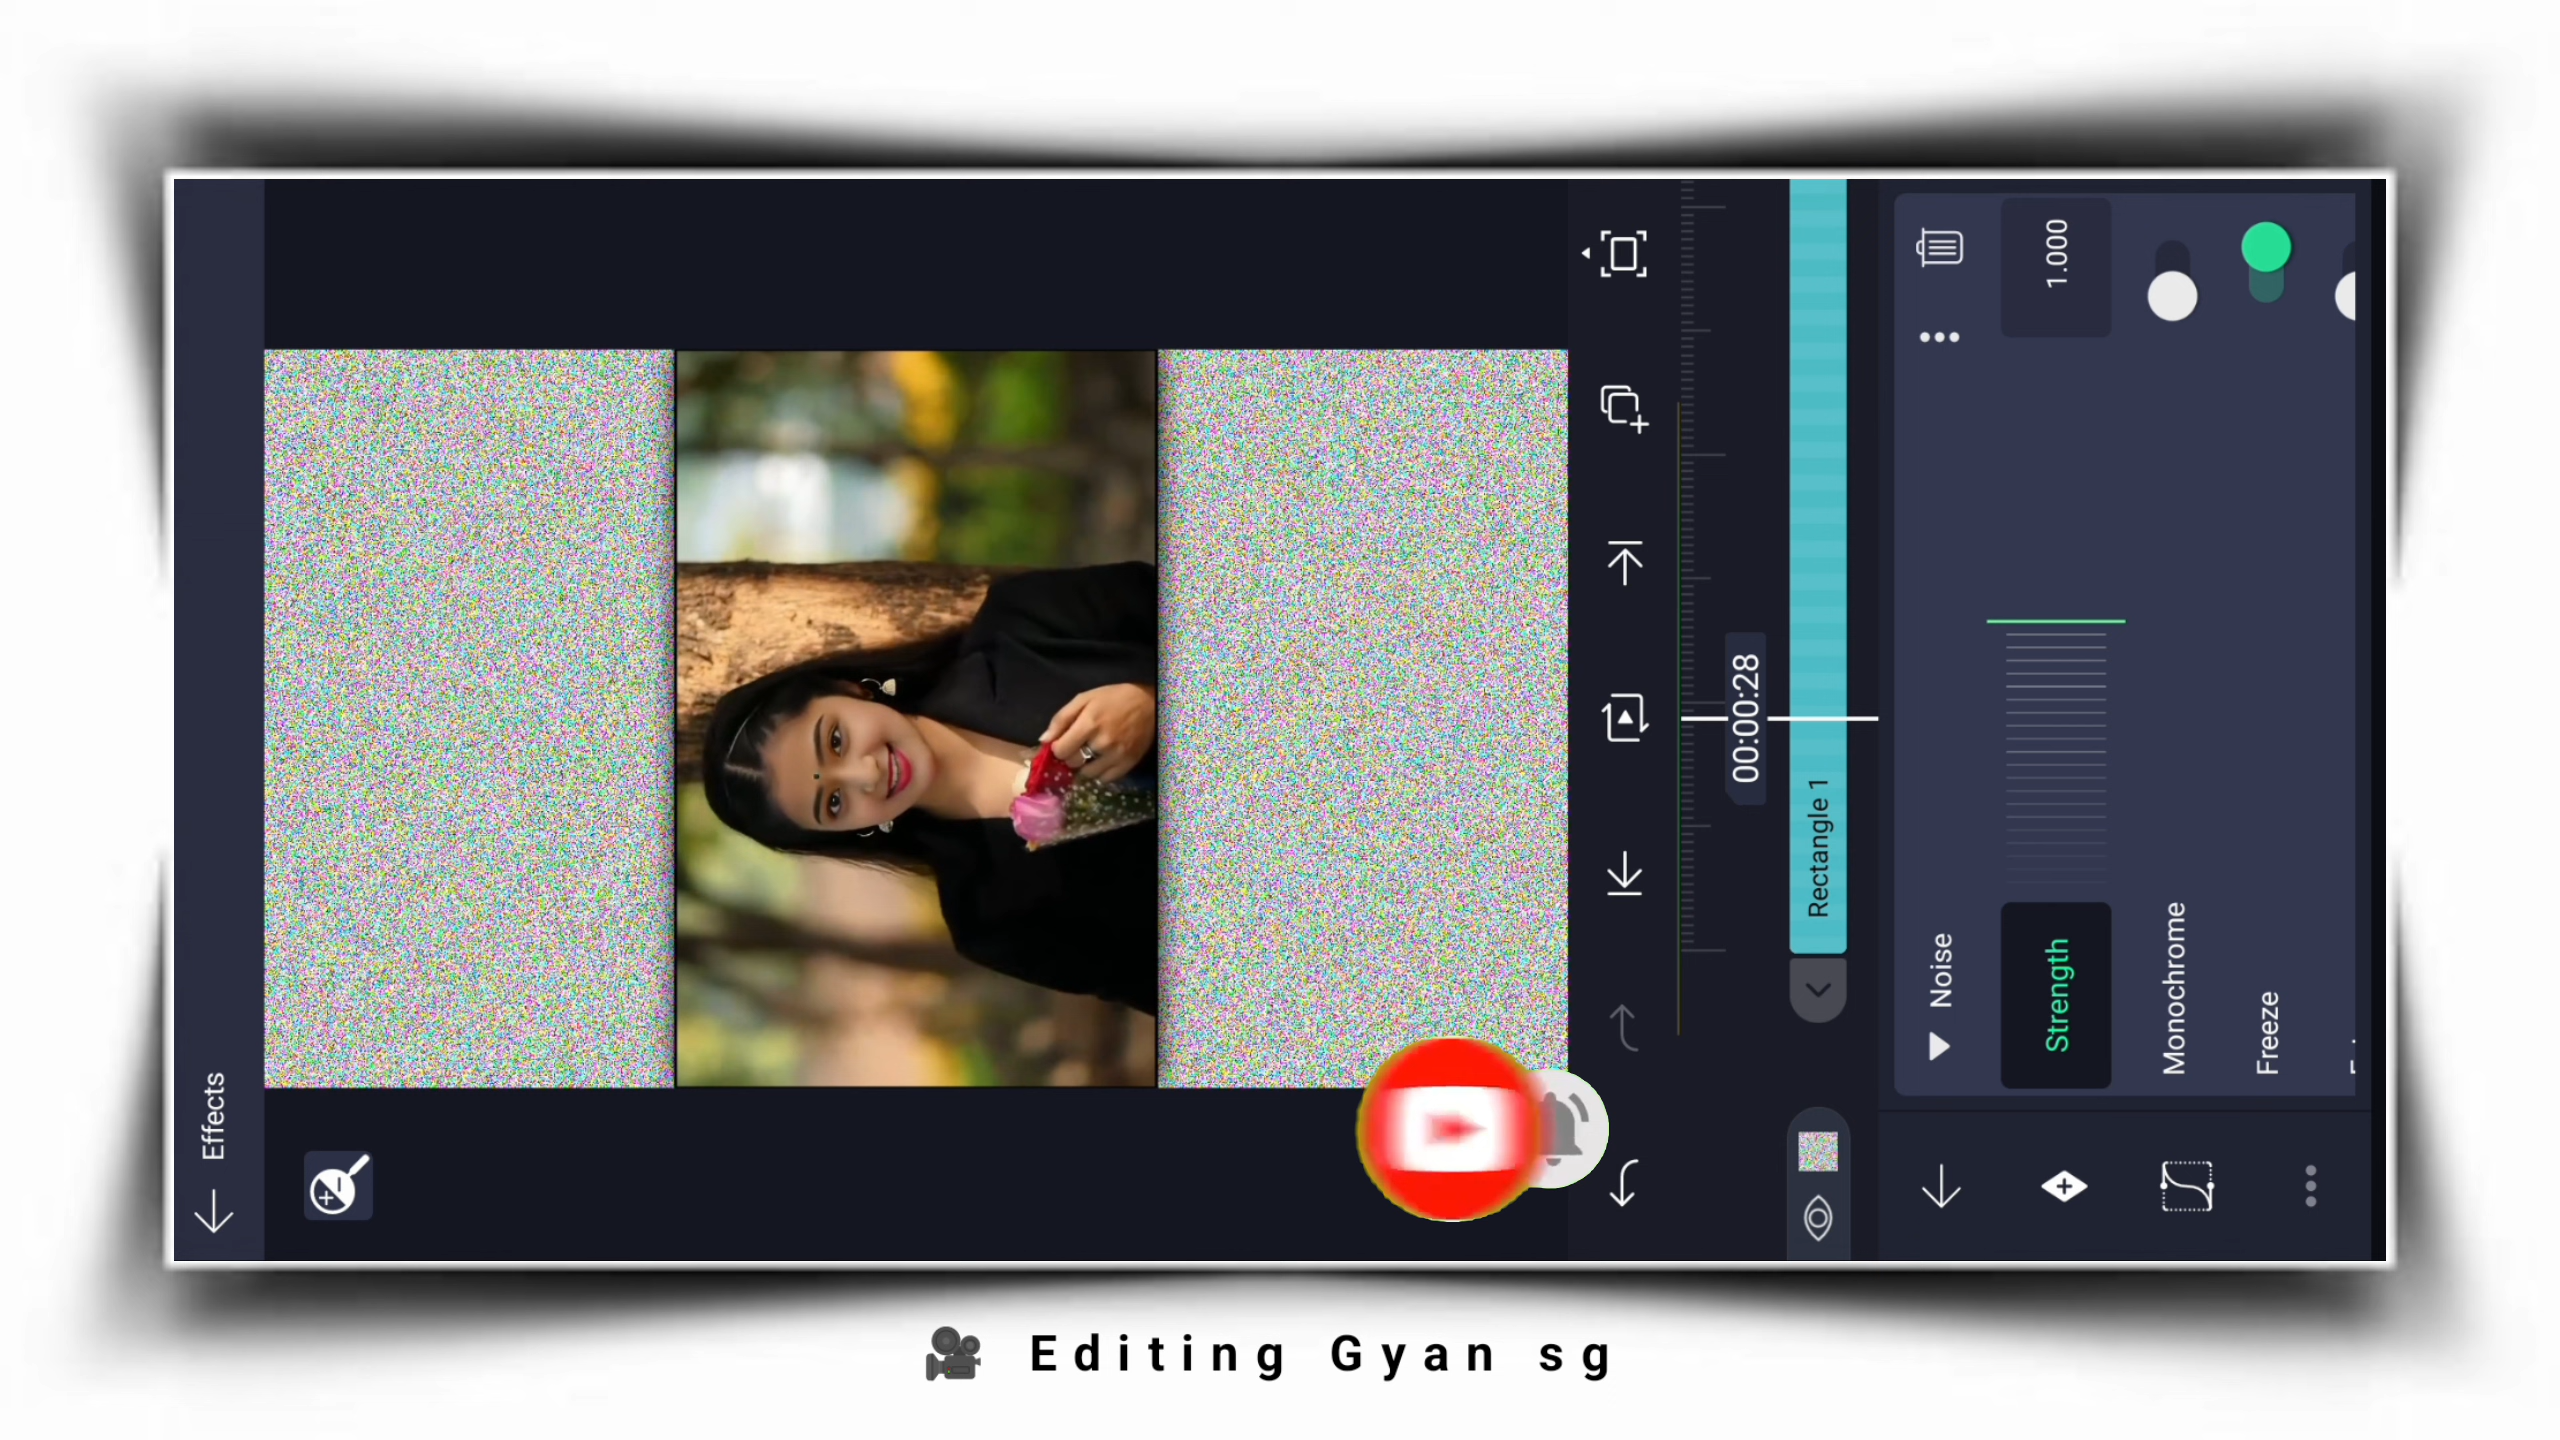 Effects
00:00:28
Rectangle 1
Noise
Strength
1.000
Monochrome
Freeze
Editing Gyan sg